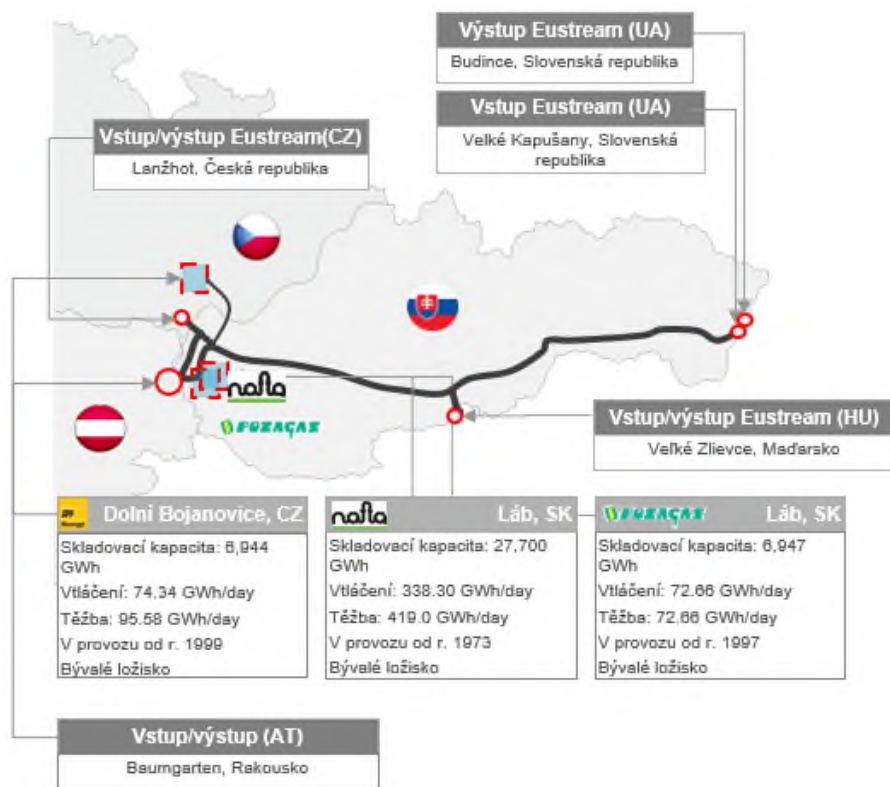 Výstup Eustream (UA)
Budince, Slovenská republika
Vstup Eustream (UA)
Velké Kapušany, Slovenská
republika
Vstup/výstup Eustream(CZ)
Lanžhot, Česká republika
nafta
POZAGAS
Vstup/výstup Eustream (HU)
Veľké Zlievce, Maďarsko
Dolní Bojanovice, CZ
Skladovací kapacita: 6,944
GWh
Vtláčení: 74.34 GWh/day
Těžba: 95.58 GWh/day
V provozu od r. 1999
Bývalé ložisko
nafta Láb, SK
Skladovací kapacita: 27,700
GWh
Vtláčení: 338.30 GWh/day
Těžba: 419.0 GWh/day
V provozu od r. 1973
Bývalé ložisko
POZAGAS Láb, SK
Skladovací kapacita: 6,947
GWh
Vtláčení: 72.66 GWh/day
Těžba: 72.66 GWh/day
V provozu od r. 1997
Bývalé ložisko
Vstup/výstup (AT)
Baumgarten, Rakousko